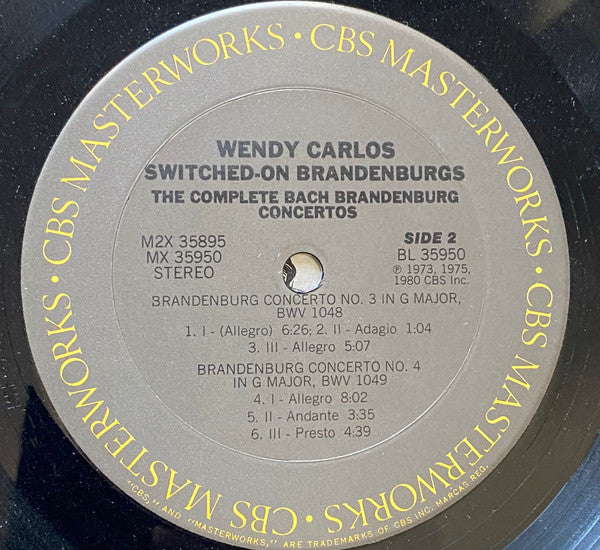 CBS MASTERWORKS · CBS MASTERWORKS · CBS MASTERWORKS · CBS MASTERWORKS ·
WENDY CARLOS
SWITCHED-ON BRANDENBURGS
THE COMPLETE BACH BRANDENBURG
CONCERTOS
M2X 35895
MX 35950
STEREO
SIDE 2
BL 35950
℗ 1973, 1975,
1980 CBS Inc.
BRANDENBURG CONCERTO NO. 3 IN G MAJOR,
BWV 1048
1. I - (Allegro) 6:26; 2. II - Adagio 1:04
3. III - Allegro 5:07
BRANDENBURG CONCERTO NO. 4
IN G MAJOR, BWV 1049
4. I - Allegro 8:02
5. II - Andante 3:35
6. III - Presto 4:39
"CBS," AND "MASTERWORKS," ARE TRADEMARKS OF CBS INC. MARCAS REG.